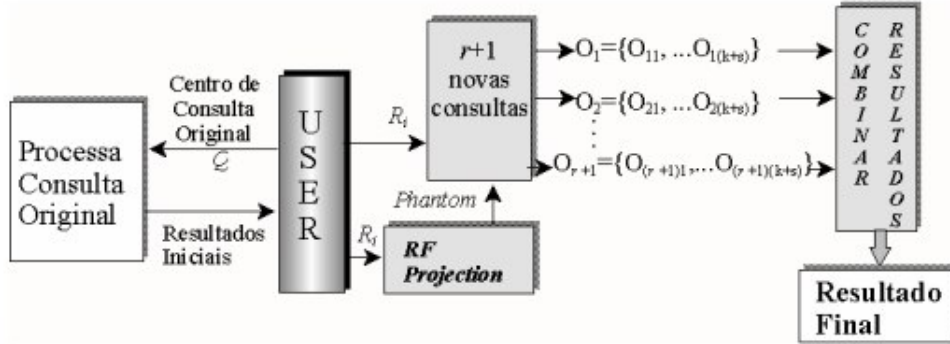 Processa
Consulta
Original
Centro de
Consulta
Original
Q
Resultados
Iniciais
USER
Ri
Ri
RF
Projection
Phantom
r+1
novas
consultas
O1={O11, ...O1(k+s)}
O2={O21, ...O2(k+s)}
Or+1={O(r+1)1,...O(r+1)(k+s)}
COMBINAR
RESULTADOS
Resultado
Final